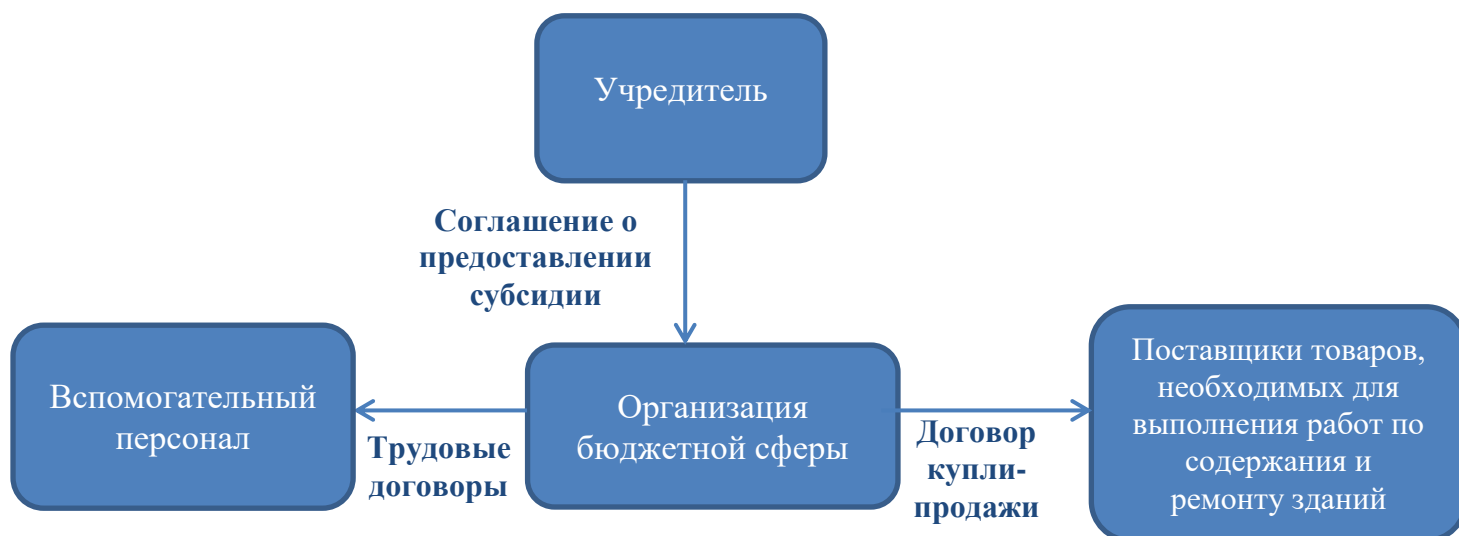 Учредитель
Соглашение о
предоставлении
субсидии
Вспомогательный
персонал
Трудовые
договоры
Организация
бюджетной сферы
Договор
купли-
продажи
Поставщики товаров,
необходимых для
выполнения работ по
содержания и
ремонту зданий